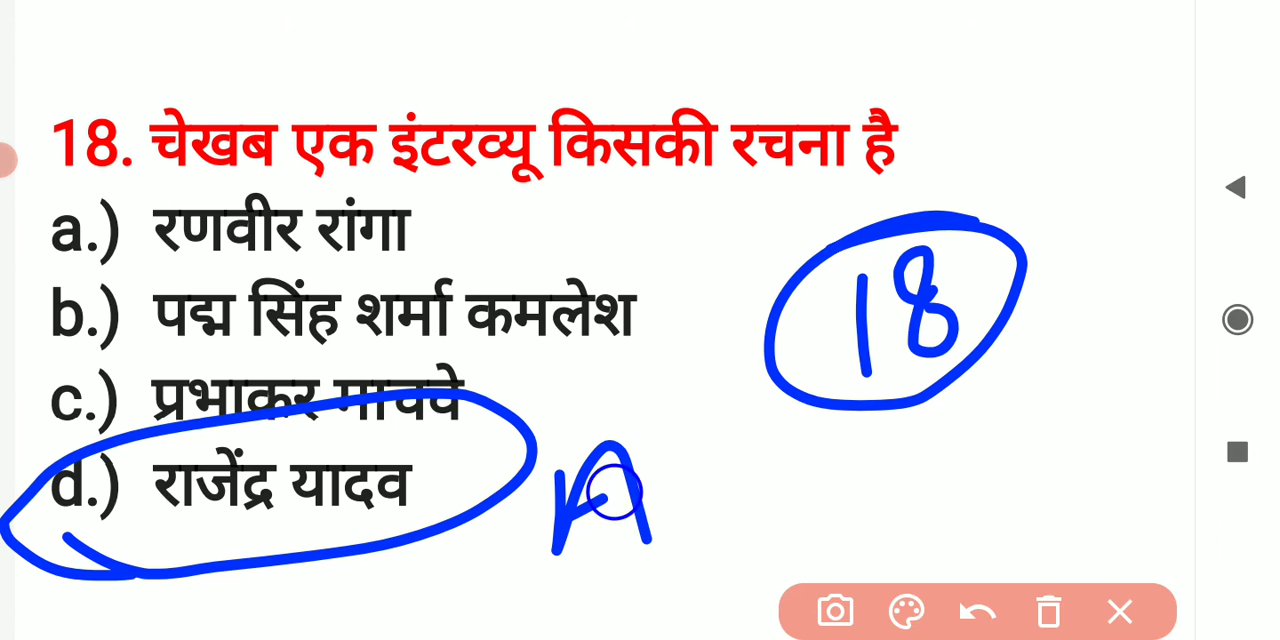 18. चेखब एक इंटरव्यू किसकी रचना है
a.) रणवीर रांगा
b.) पद्म सिंह शर्मा कमलेश
18
c.) प्रभाकर माचवे
d.) राजेंद्र यादव
A